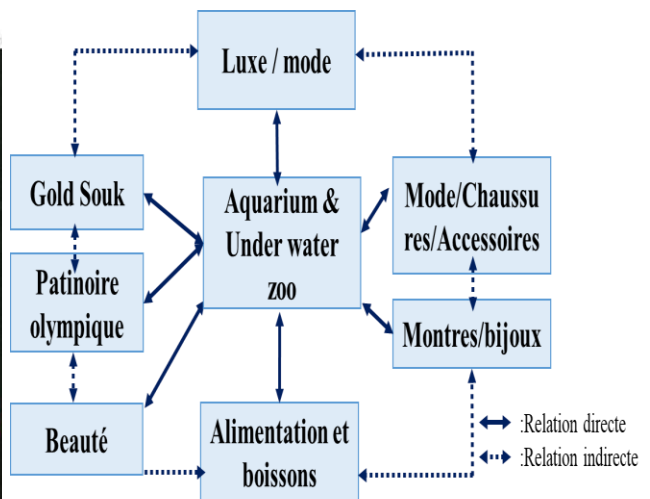 Luxe / mode
Gold Souk
Aquarium &
Under water
zoo
Mode/Chaussu
res/Accessoires
Patinoire
olympique
Montres/bijoux
Beauté
Alimentation et
boissons
:Relation directe
:Relation indirecte